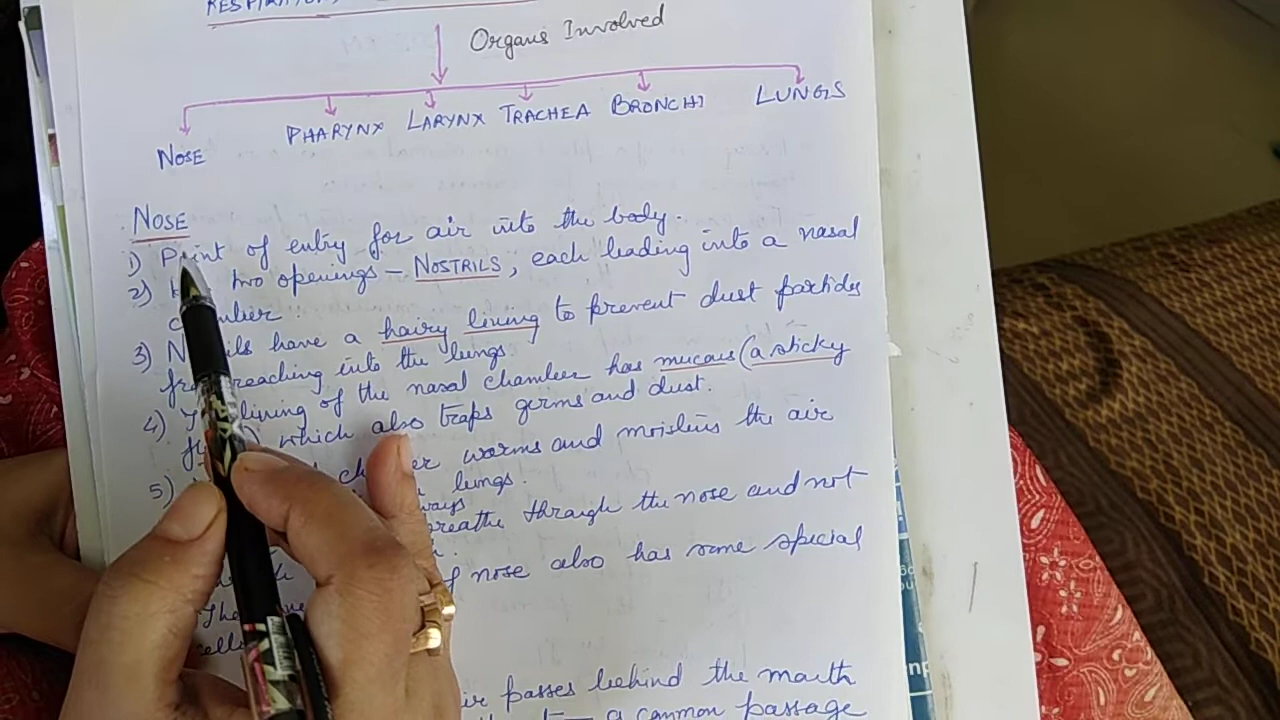 Organs Involved
NOSE PHARYNX LARYNX TRACHEA BRONCHI LUNGS
NOSE
1) Point of entry for air into the body.
2) two openings - NOSTRILS, each leading into a nasal
chamber.
3) have a hairy lining to prevent dust particles
reaching into the lungs.
4) lining of the nasal chamber has mucous (a sticky
which also traps germs and dust.
5) warms and moistens the air
lungs.
always
breathe through the nose and not
of nose also has some special
passes behind the mouth
a common passage